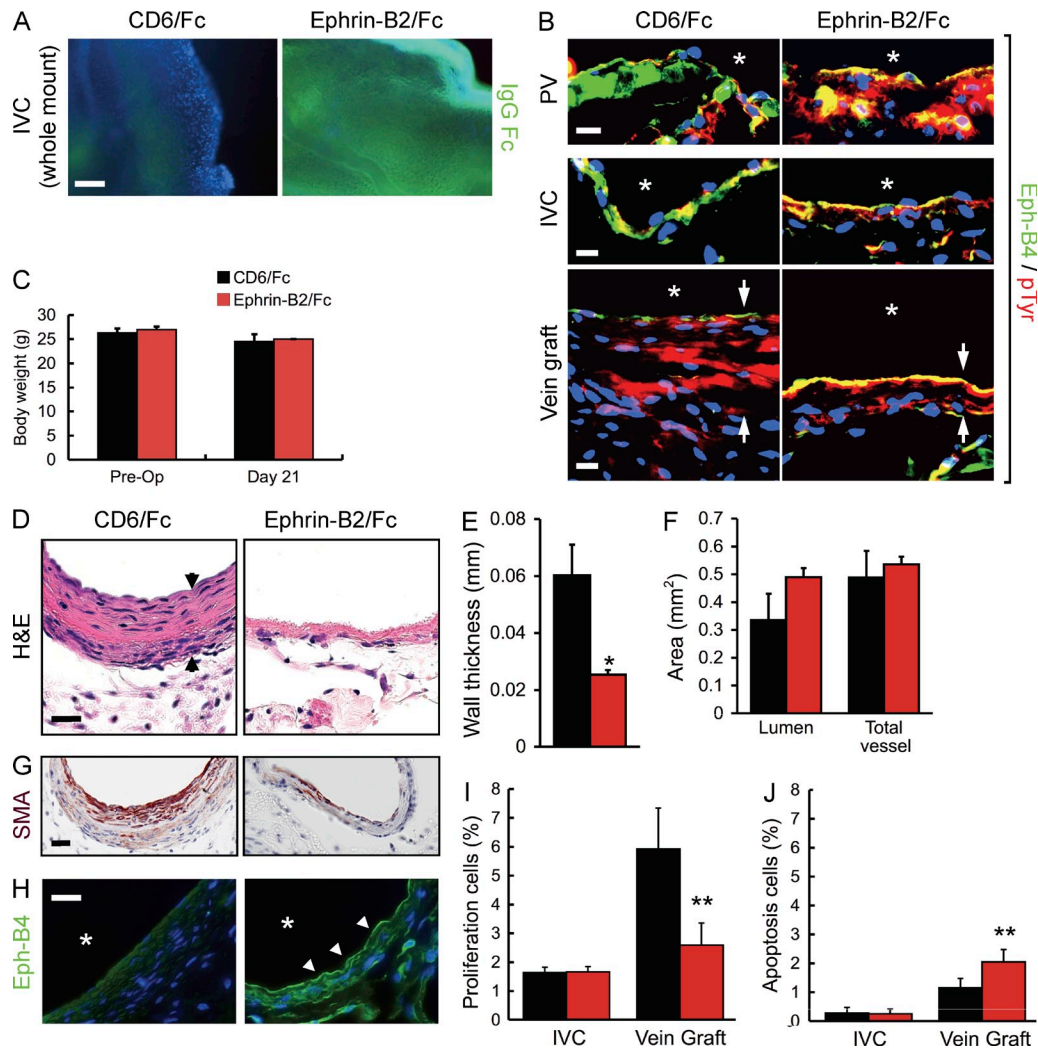 A
CD6/Fc
Ephrin-B2/Fc
IVC
(whole mount)
IgG Fc
B
CD6/Fc
Ephrin-B2/Fc
PV
*
*
IVC
*
*
Vein graft
*
*
Eph-B4 / pTyr
C
CD6/Fc
Ephrin-B2/Fc
Body weight (g)
30
25
20
15
10
5
0
Pre-Op
Day 21
D
CD6/Fc
Ephrin-B2/Fc
H&E
E
Wall thickness (mm)
0.08
0.06
0.04
0.02
0
*
F
Area (mm²)
0.7
0.6
0.5
0.4
0.3
0.2
0.1
0
Lumen
Total
vessel
G
SMA
H
Eph-B4
*
*
I
Proliferation cells (%)
8
7
6
5
4
3
2
1
0
**
IVC
Vein Graft
J
Apoptosis cells (%)
8
7
6
5
4
3
2
1
0
**
IVC
Vein Graft